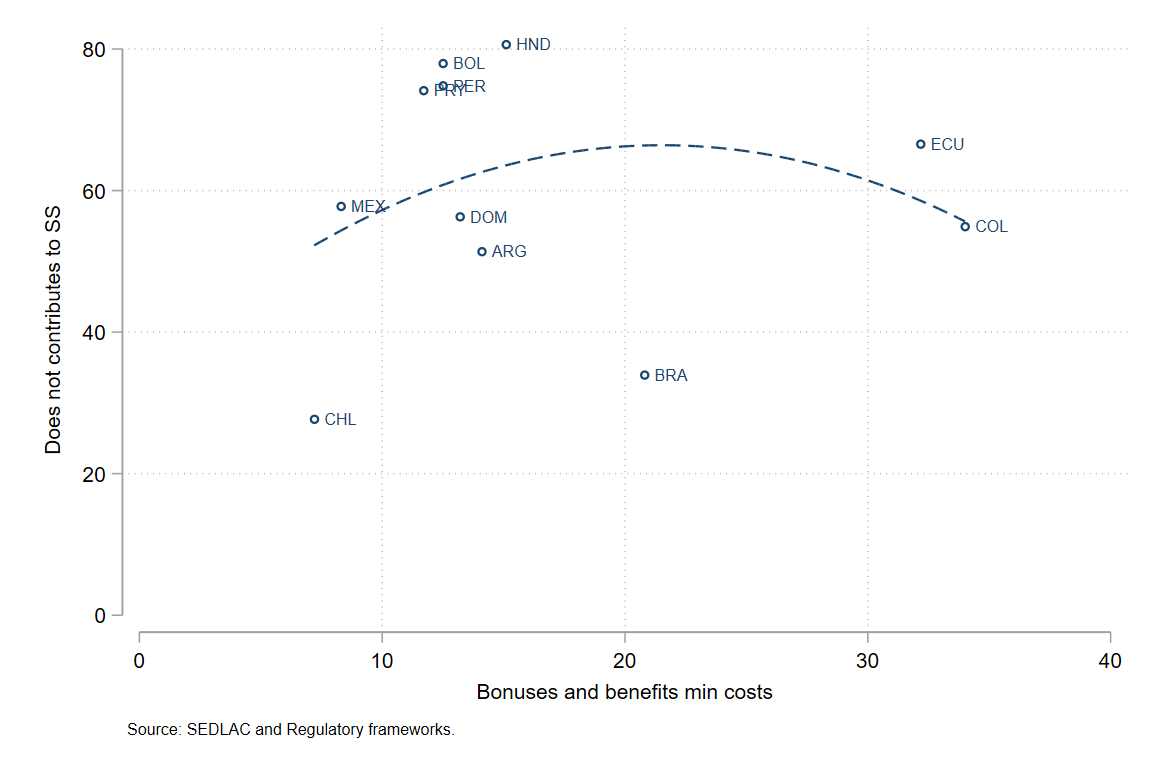 80
60
40
20
0
Does not contributes to SS
HND
BOL
PER
PRY
ECU
MEX
DOM
COL
ARG
BRA
CHL
0 10 20 30 40
Bonuses and benefits min costs
Source: SEDLAC and Regulatory frameworks.